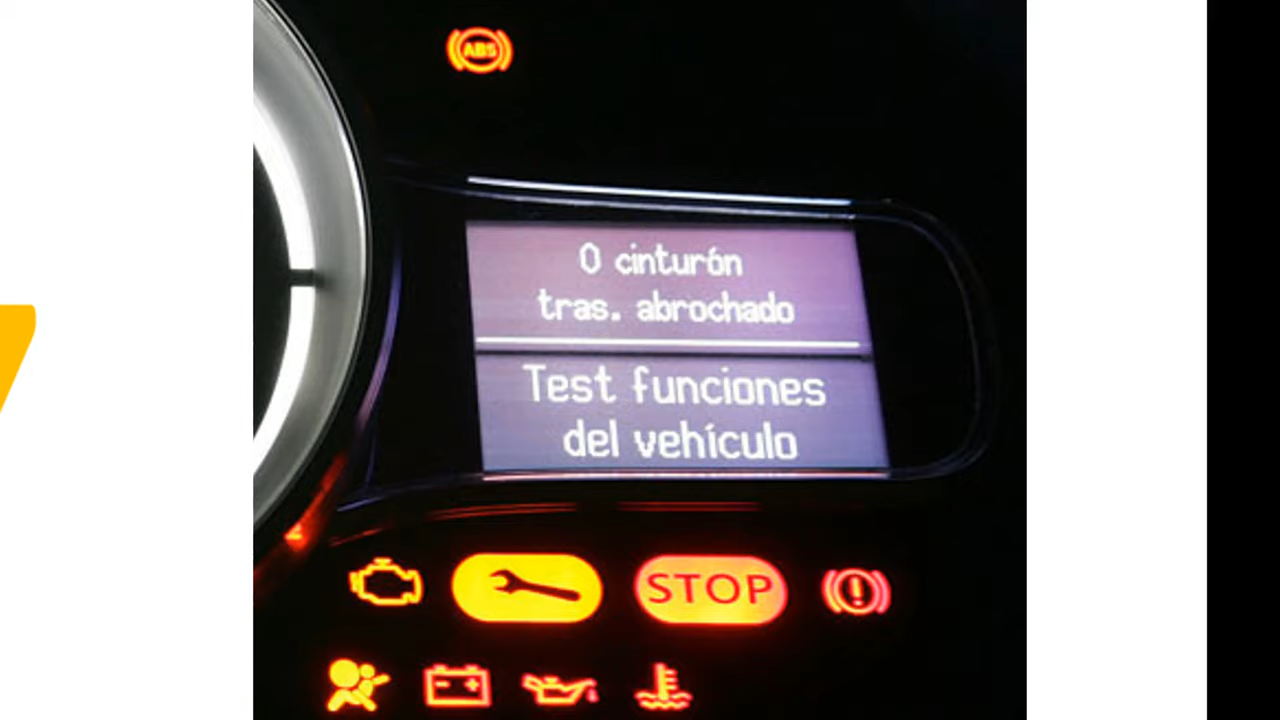 ABS
0 cinturón
tras. abrochado
Test funciones
del vehículo
STOP